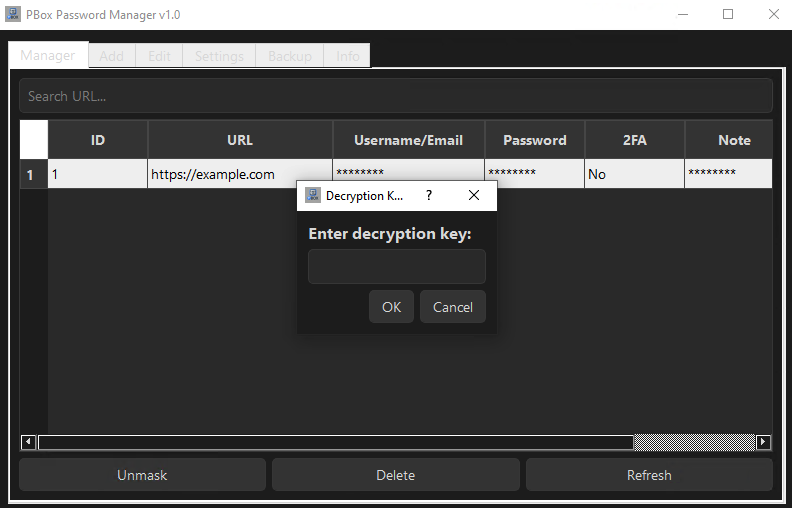 PBox Password Manager v1.0
Manager Add Edit Settings Backup Info
Search URL...
ID URL Username/Email Password 2FA Note
1 1 https://example.com ******** ******** No ********
Decryption K... ?
Enter decryption key:
OK Cancel
Unmask Delete Refresh